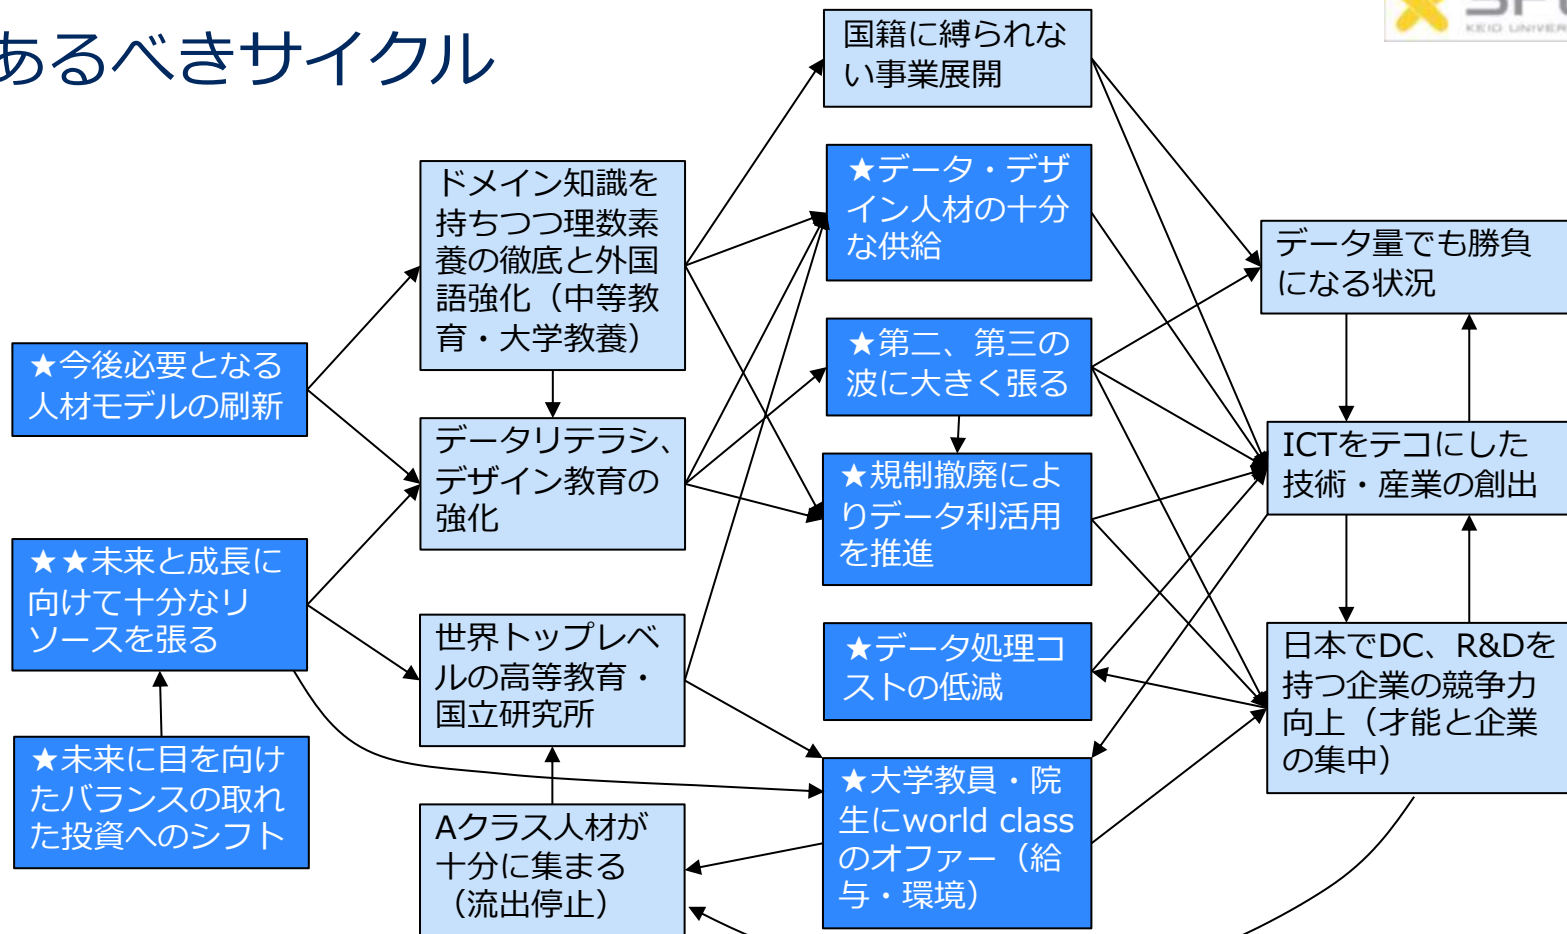 あるべきサイクル
KEIO UNIVER
国籍に縛られな
い事業展開
★データ・デザ
イン人材の十分
な供給
ドメイン知識を
持ちつつ理数素
養の徹底と外国
語強化（中等教
育・大学教養）
データ量でも勝負
になる状況
★今後必要となる
人材モデルの刷新
★第二、第三の
波に大きく張る
データリテラシ、
デザイン教育の
強化
ICTをテコにした
技術・産業の創出
★規制撤廃によ
りデータ利活用
を推進
★★未来と成長に
向けて十分なリ
ソースを張る
世界トップレベ
ルの高等教育・
国立研究所
★データ処理コ
ストの低減
日本でDC、R&Dを
持つ企業の競争力
向上（才能と企業
の集中）
★未来に目を向け
たバランスの取れ
た投資へのシフト
★大学教員・院
生にworld class
のオファー（給
与・環境）
Aクラス人材が
十分に集まる
（流出停止）